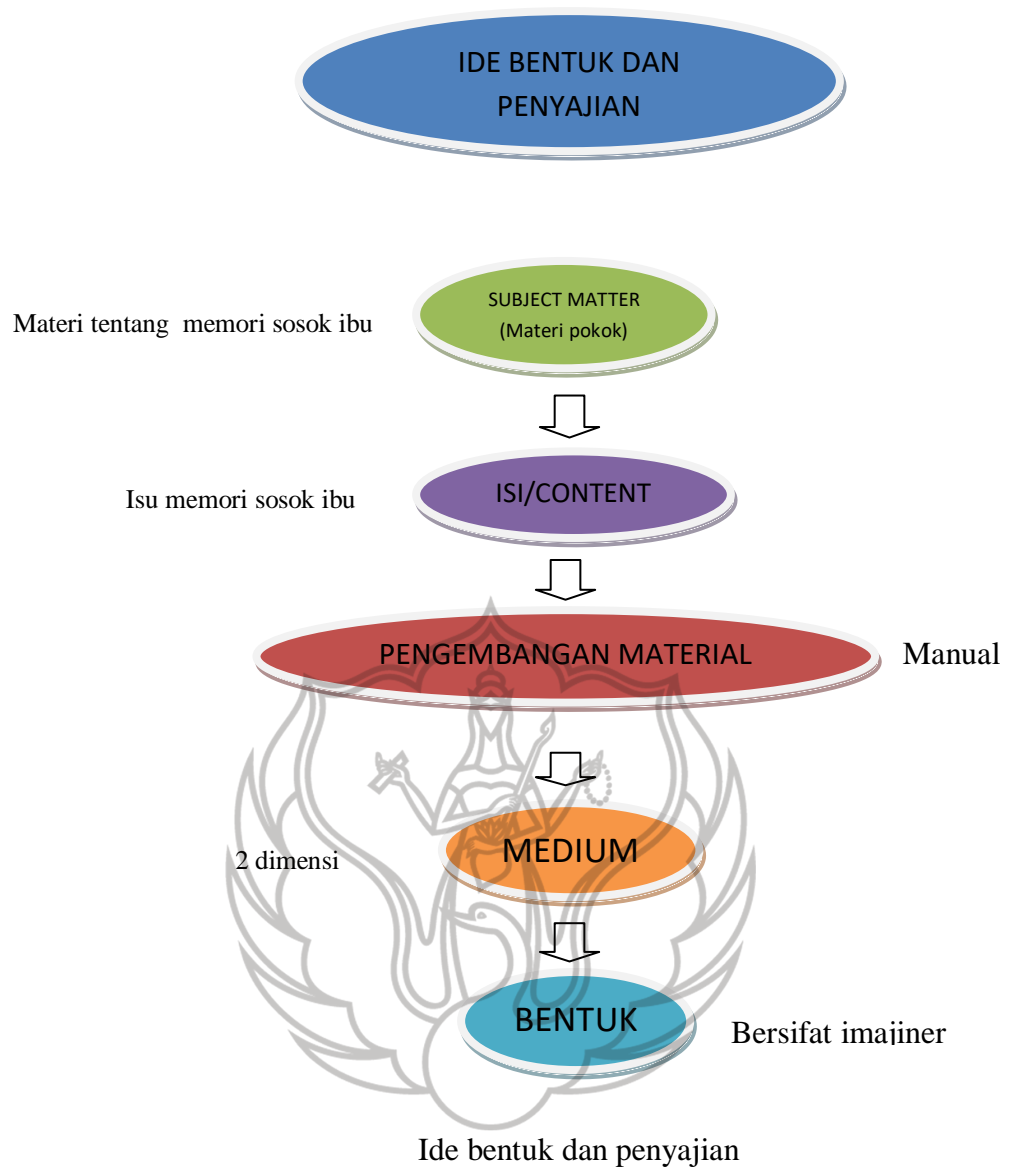 IDE BENTUK DAN
PENYAJIAN
SUBJECT MATTER
(Materi pokok)
Materi tentang  memori sosok ibu
ISI/CONTENT
Isu memori sosok ibu
PENGEMBANGAN MATERIAL
Manual
MEDIUM
2 dimensi
BENTUK
Bersifat imajiner
Ide bentuk dan penyajian